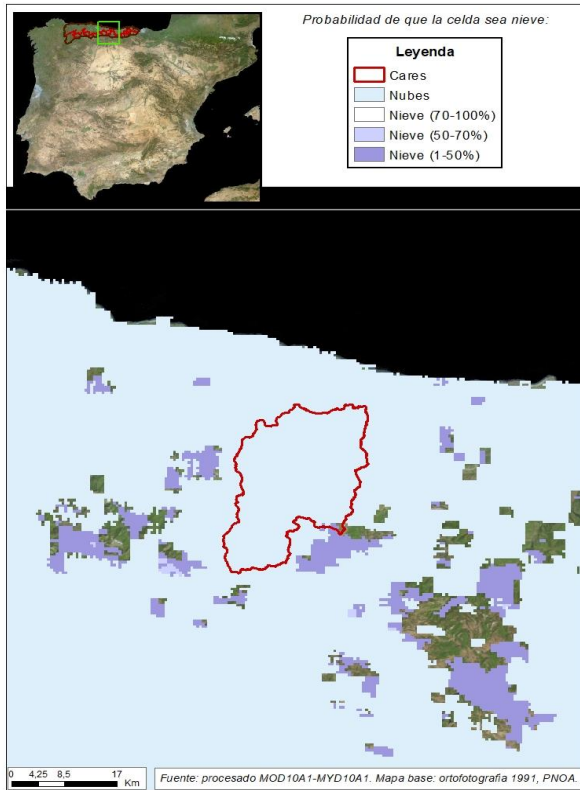 Probabilidad de que la celda sea nieve:
Leyenda
Cares
Nubes
Nieve (70-100%)
Nieve (50-70%)
Nieve (1-50%)
0 4,25 8,5 17
Km
Fuente: procesado MOD10A1-MYD10A1. Mapa base: ortofotografia 1991, PNOA.